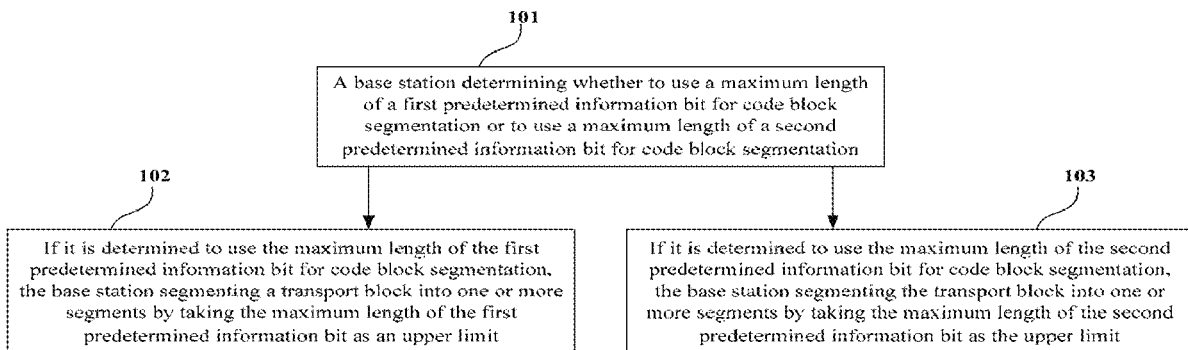 101
A base station determining whether to use a maximum length
of a first predetermined information bit for code block
segmentation or to use a maximum length of a second
predetermined information bit for code block segmentation
102
If it is determined to use the maximum length of the first
predetermined information bit for code block segmentation,
the base station segmenting a transport block into one or more
segments by taking the maximum length of the first
predetermined information bit as an upper limit
103
If it is determined to use the maximum length of the second
predetermined information bit for code block segmentation,
the base station segmenting the transport block into one or
more segments by taking the maximum length of the second
predetermined information bit as the upper limit